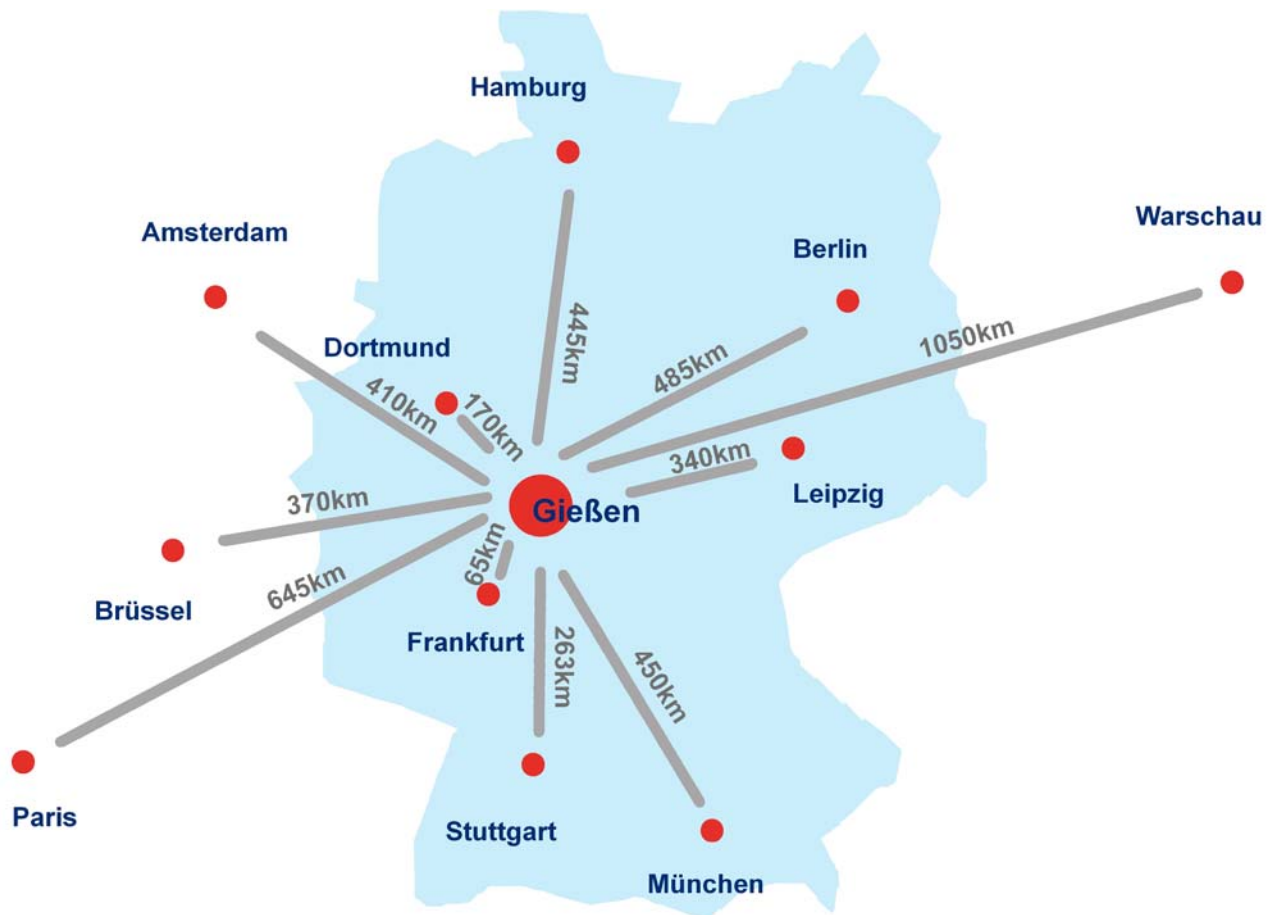 Hamburg
Amsterdam
Warschau
Berlin
Dortmund
445km
1050km
485km
410km
170km
340km
Leipzig
370km
Gießen
65km
645km
Brüssel
Frankfurt
263km
450km
Paris
Stuttgart
München